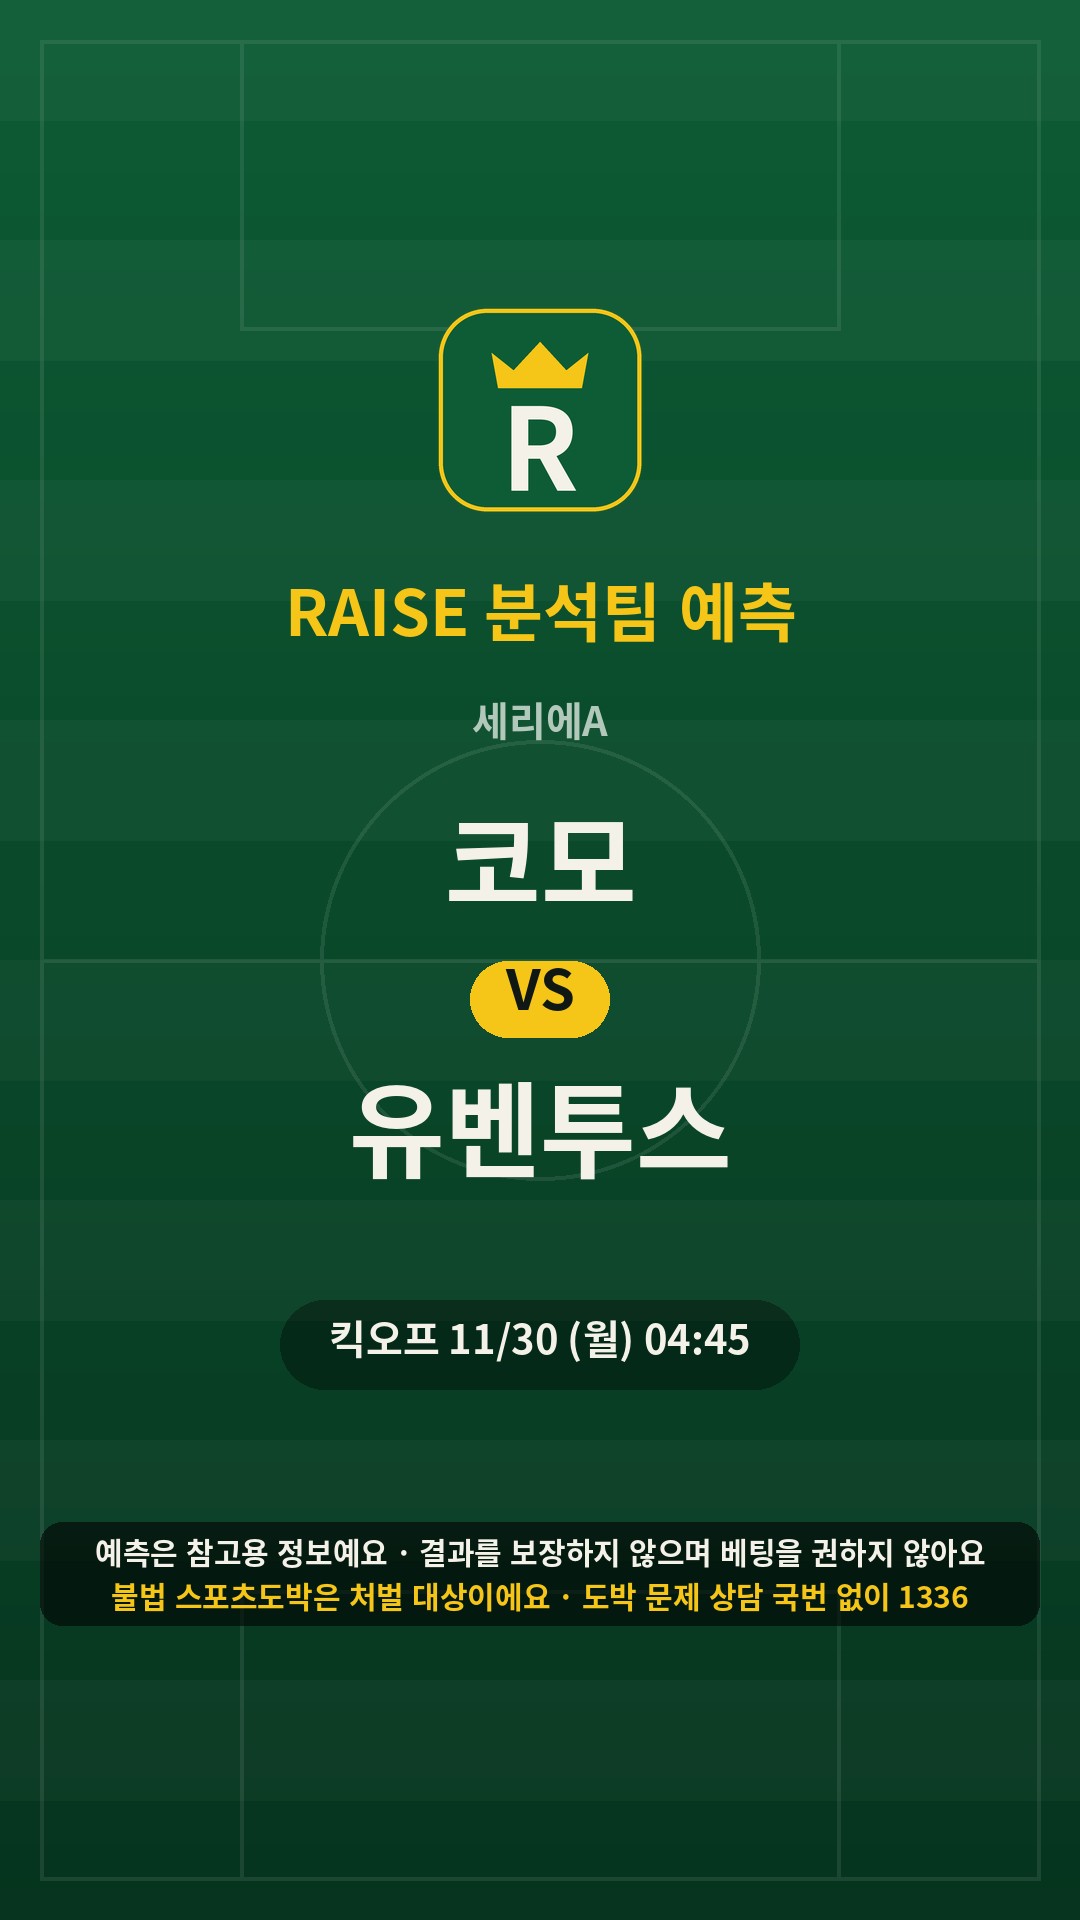 R
RAISE 분석팀 예측
세리에A
코모
VS
유벤투스
킥오프 11/30 (월) 04:45
예측은 참고용 정보예요 · 결과를 보장하지 않으며 베팅을 권하지 않아요
불법 스포츠도박은 처벌 대상이에요 · 도박 문제 상담 국번 없이 1336